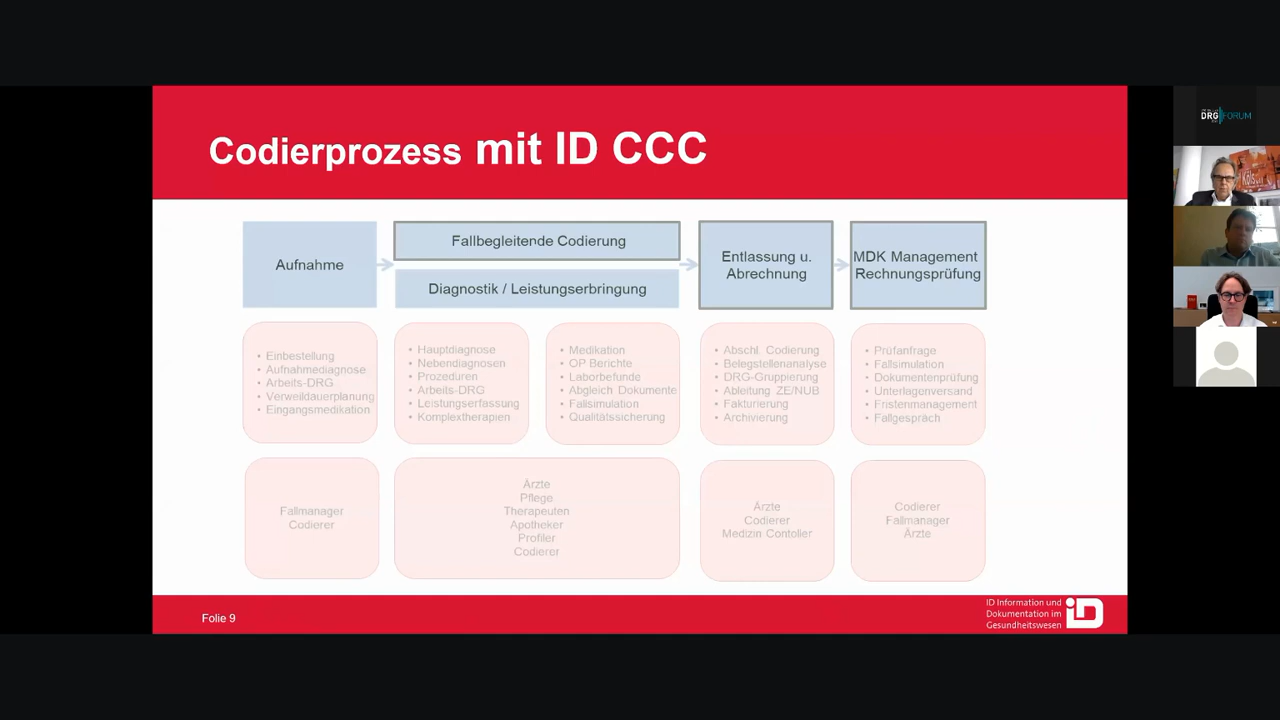 Codierprozess mit ID CCC
Aufnahme
Fallbegleitende Codierung
Diagnostik / Leistungserbringung
Entlassung u.
Abrechnung
MDK Management
Rechnungsprüfung
• Einbestellung
• Aufnahmediagnose
• Arbeits-DRG
• Verweildauerplanung
• Eingangsmedikation
• Hauptdiagnose
• Nebendiagnosen
• Prozeduren
• Arbeits-DRG
• Leistungserfassung
• Komplextherapien
• Medikation
• OP Berichte
• Laborbefunde
• Abgleich Dokumente
• Fallsimulation
• Qualitätssicherung
• Abschl. Codierung
• Belegstellenanalyse
• DRG-Gruppierung
• Ableitung ZE/NUB
• Fakturierung
• Archivierung
• Prüfanfrage
• Fallsimulation
• Dokumentenprüfung
• Unterlagenversand
• Fristenmanagement
• Fallgespräch
Fallmanager
Codierer
Ärzte
Pflege
Therapeuten
Apotheker
Profiler
Codierer
Ärzte
Codierer
Medizin Contoller
Codierer
Fallmanager
Ärzte
Folie 9
ID Information und
Dokumentation im
Gesundheitswesen
iD
DRG FORUM